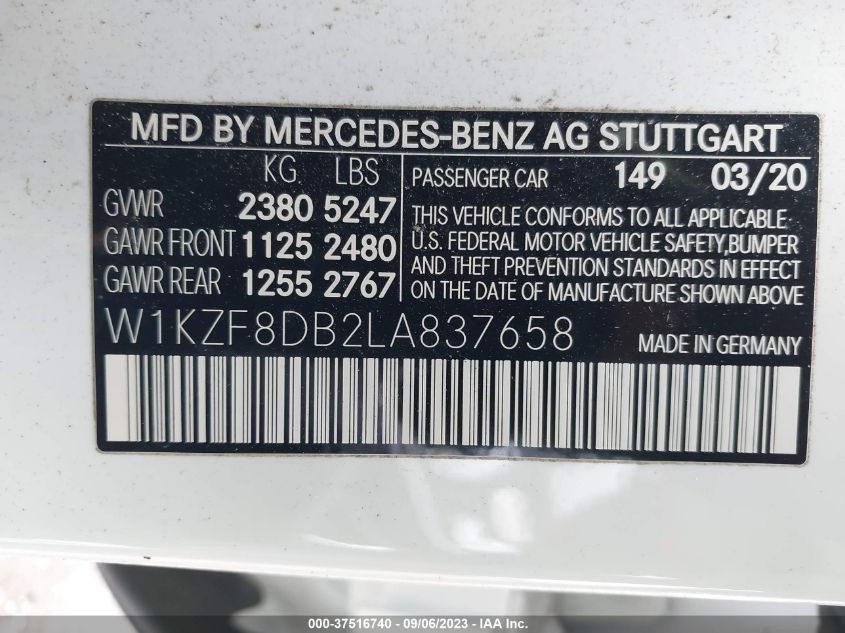 MFD BY MERCEDES-BENZ AG STUTTGART
KG LBS
GVWR 2380 5247
GAWR FRONT 1125 2480
GAWR REAR 1255 2767
PASSENGER CAR 149 03/20
THIS VEHICLE CONFORMS TO ALL APPLICABLE
U.S. FEDERAL MOTOR VEHICLE SAFETY, BUMPER
AND THEFT PREVENTION STANDARDS IN EFFECT
ON THE DATE OF MANUFACTURE SHOWN ABOVE
W1KZF8DB2LA837658
MADE IN GERMANY
000-37516740 - 09/06/2023 - IAA Inc.